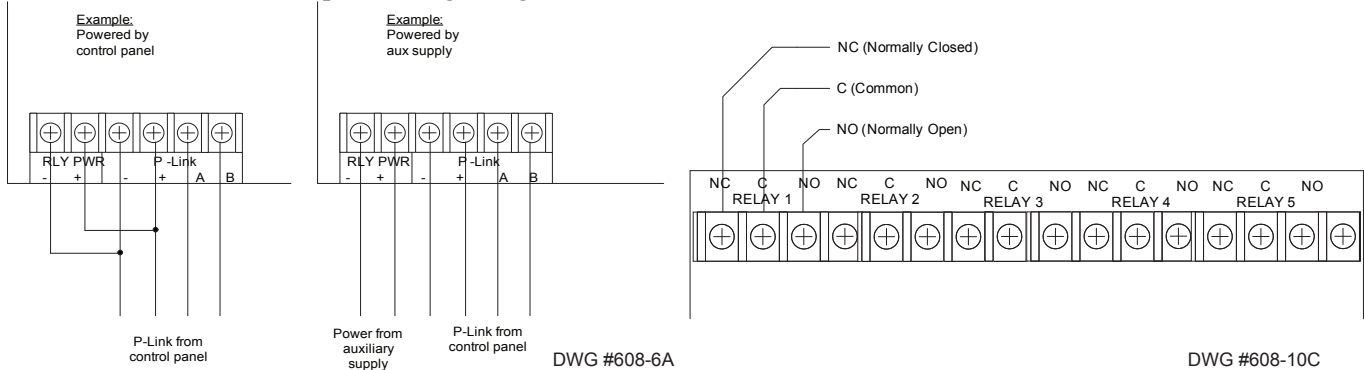 Example:
Powered by
control panel
RLY PWR P -Link
- + - + A B
P-Link from
control panel
Example:
Powered by
aux supply
RLY PWR P -Link
- + - + A B
Power from
auxiliary
supply
P-Link from
control panel
DWG #608-6A
NC (Normally Closed)
C (Common)
NO (Normally Open)
NC C NO NC C NO NC C NO NC C NO NC C NO
RELAY 1 RELAY 2 RELAY 3 RELAY 4 RELAY 5
DWG #608-10C